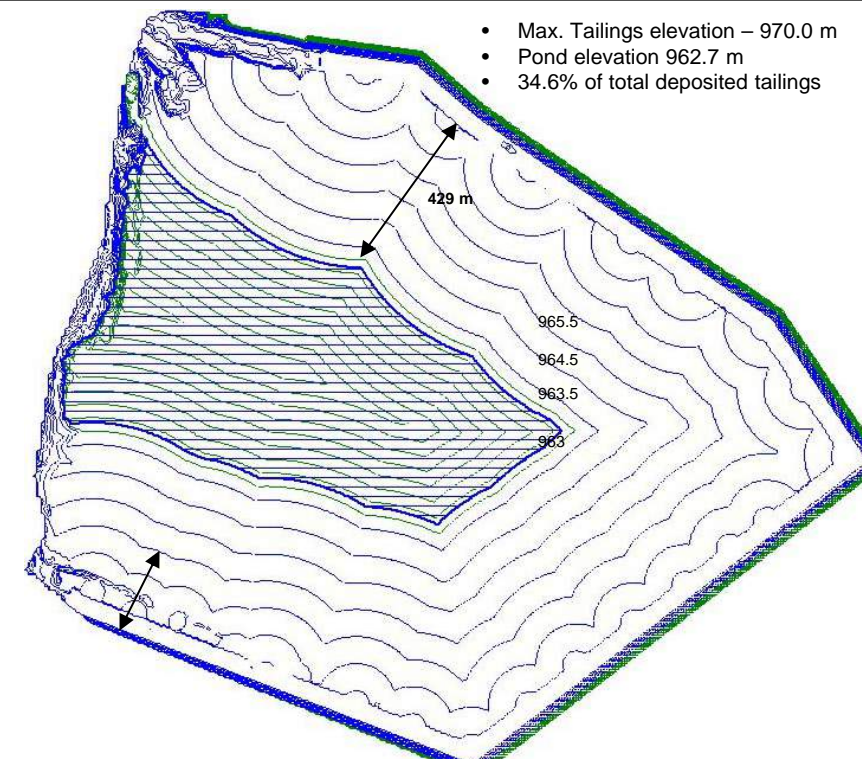 • Max. Tailings elevation – 970.0 m
• Pond elevation 962.7 m
• 34.6% of total deposited tailings
429 m
965.5
964.5
963.5
963